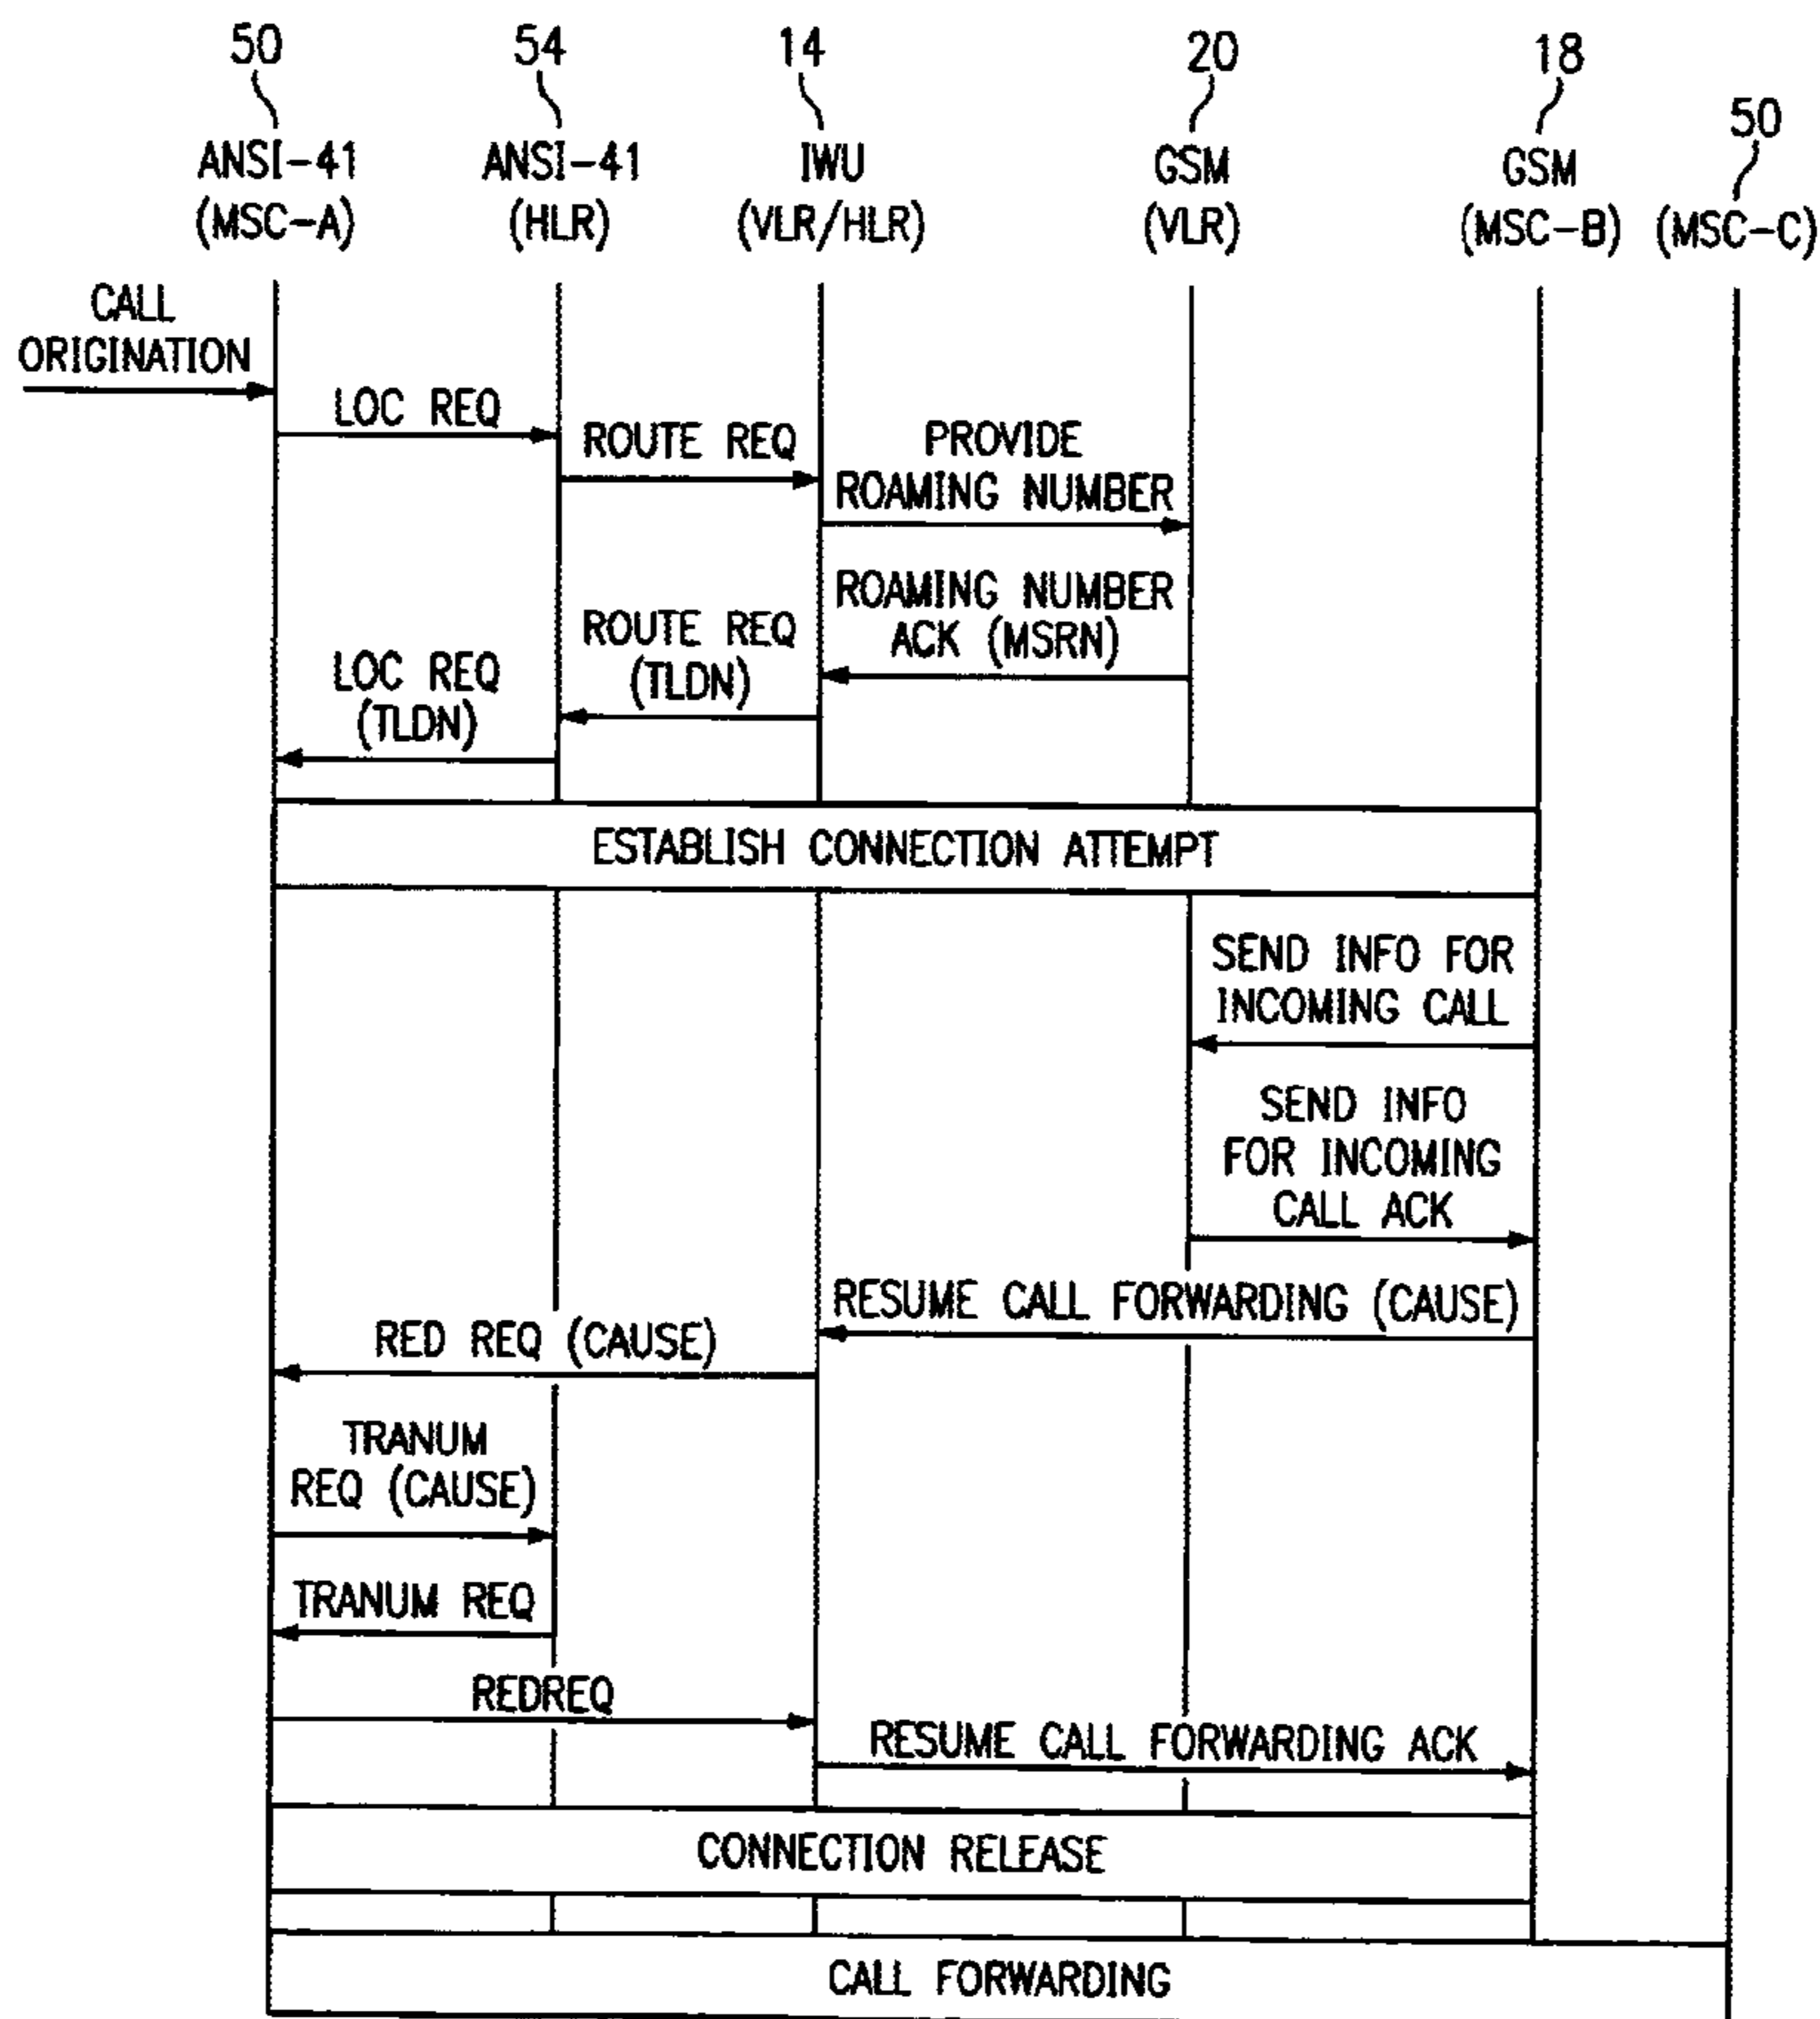 50
54
14
20
18
50
ANSI-41
(MSC-A)
ANSI-41
(HLR)
IWU
(VLR/HLR)
GSM
(VLR)
GSM
(MSC-B)
(MSC-C)
CALL
ORIGINATION
LOC REQ
ROUTE REQ
PROVIDE
ROAMING NUMBER
ROAMING NUMBER
ACK (MSRN)
ROUTE REQ
(TLDN)
LOC REQ
(TLDN)
ESTABLISH CONNECTION ATTEMPT
SEND INFO FOR
INCOMING CALL
SEND INFO
FOR INCOMING
CALL ACK
RESUME CALL FORWARDING (CAUSE)
RED REQ (CAUSE)
TRANUM
REQ (CAUSE)
TRANUM REQ
REDREQ
RESUME CALL FORWARDING ACK
CONNECTION RELEASE
CALL FORWARDING